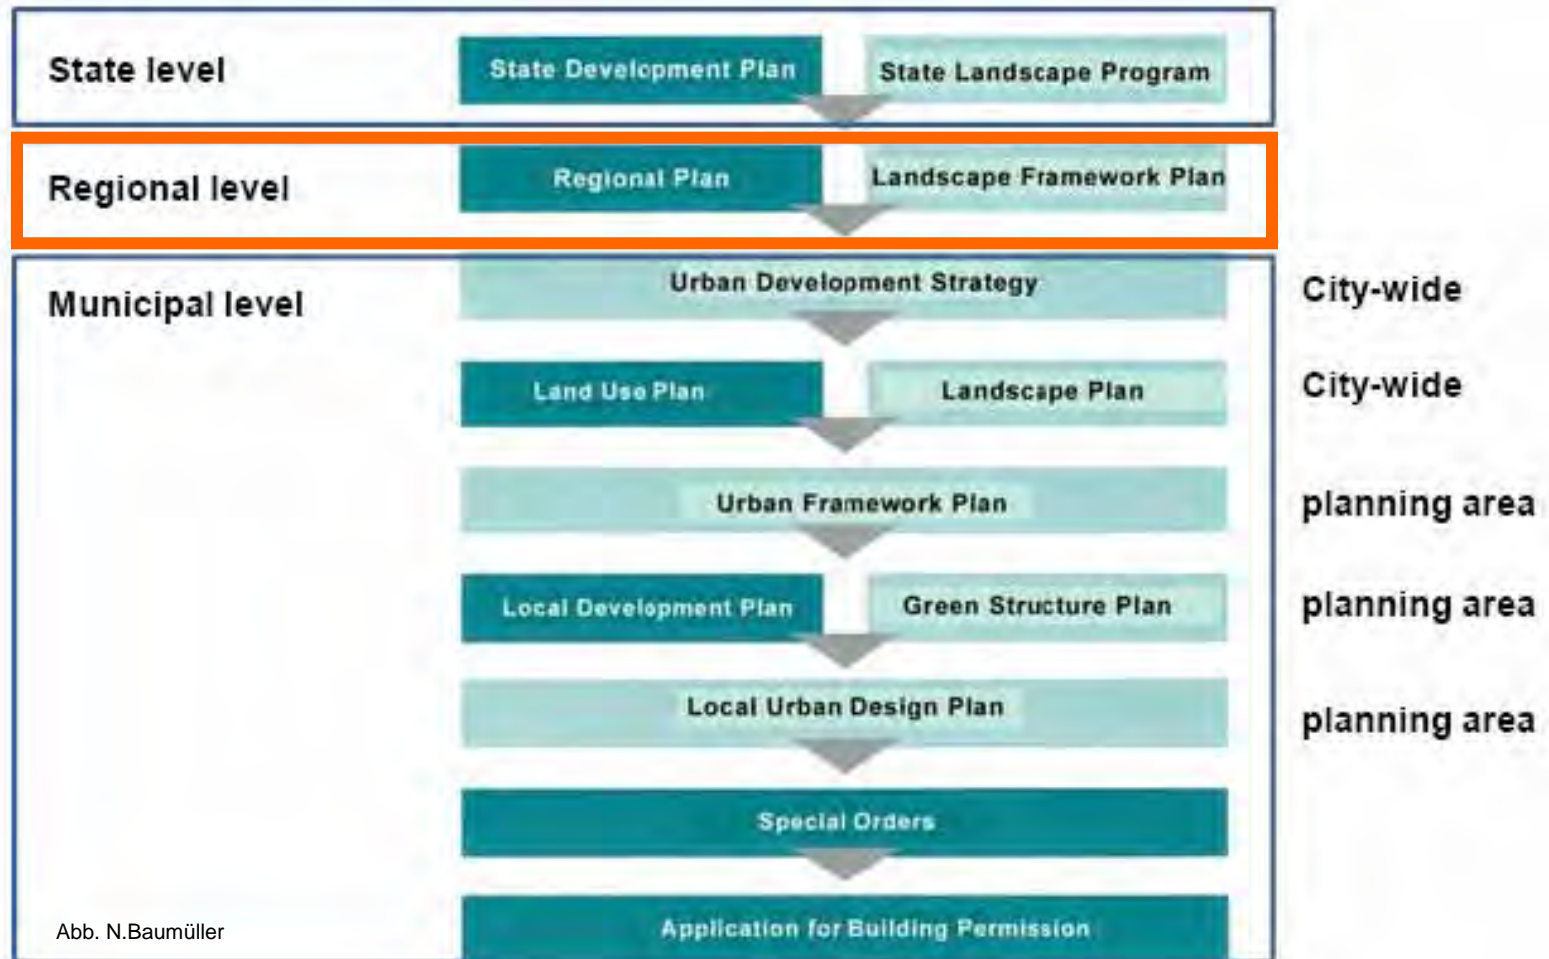 State level
State Development Plan
State Landscape Program
Regional level
Regional Plan
Landscape Framework Plan
Municipal level
Urban Development Strategy
City-wide
Land Use Plan
Landscape Plan
City-wide
Urban Framework Plan
planning area
Local Development Plan
Green Structure Plan
planning area
Local Urban Design Plan
planning area
Special Orders
Application for Building Permission
Abb. N.Baumüller